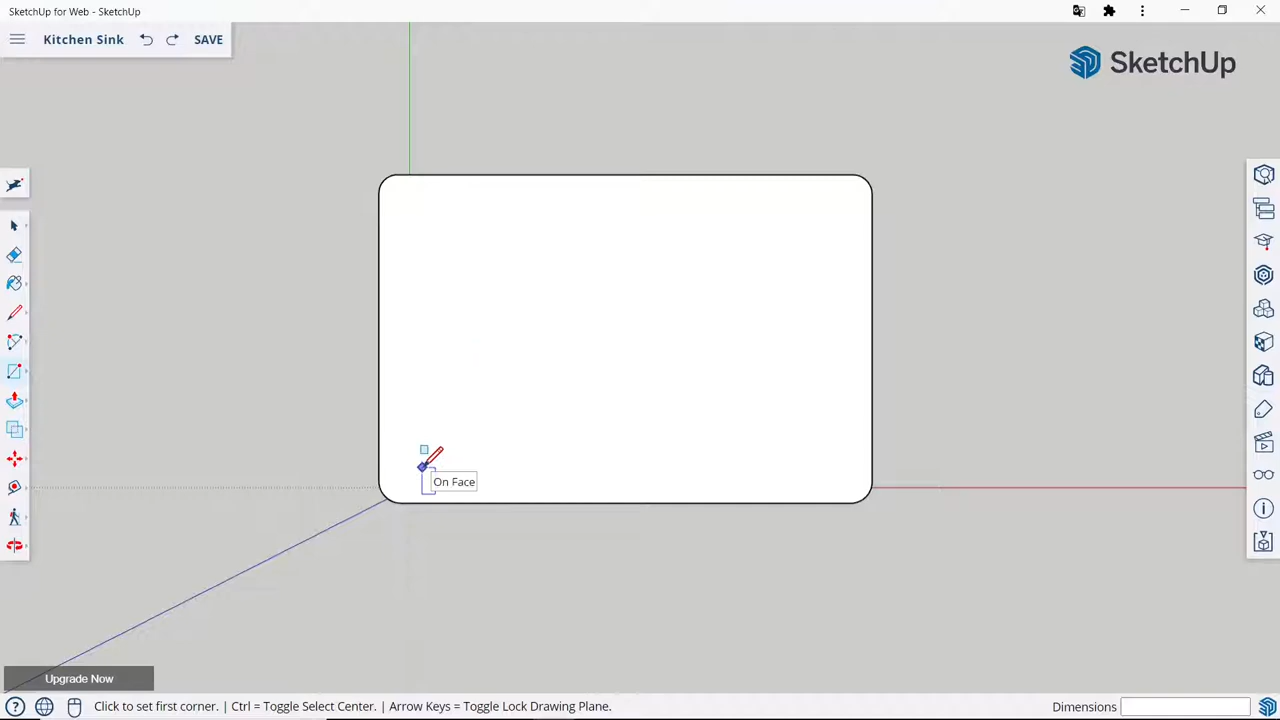 SketchUp for Web - SketchUp
Kitchen Sink
SAVE
SketchUp
On Face
Upgrade Now
Click to set first corner. | Ctrl = Toggle Select Center. | Arrow Keys = Toggle Lock Drawing Plane.
Dimensions